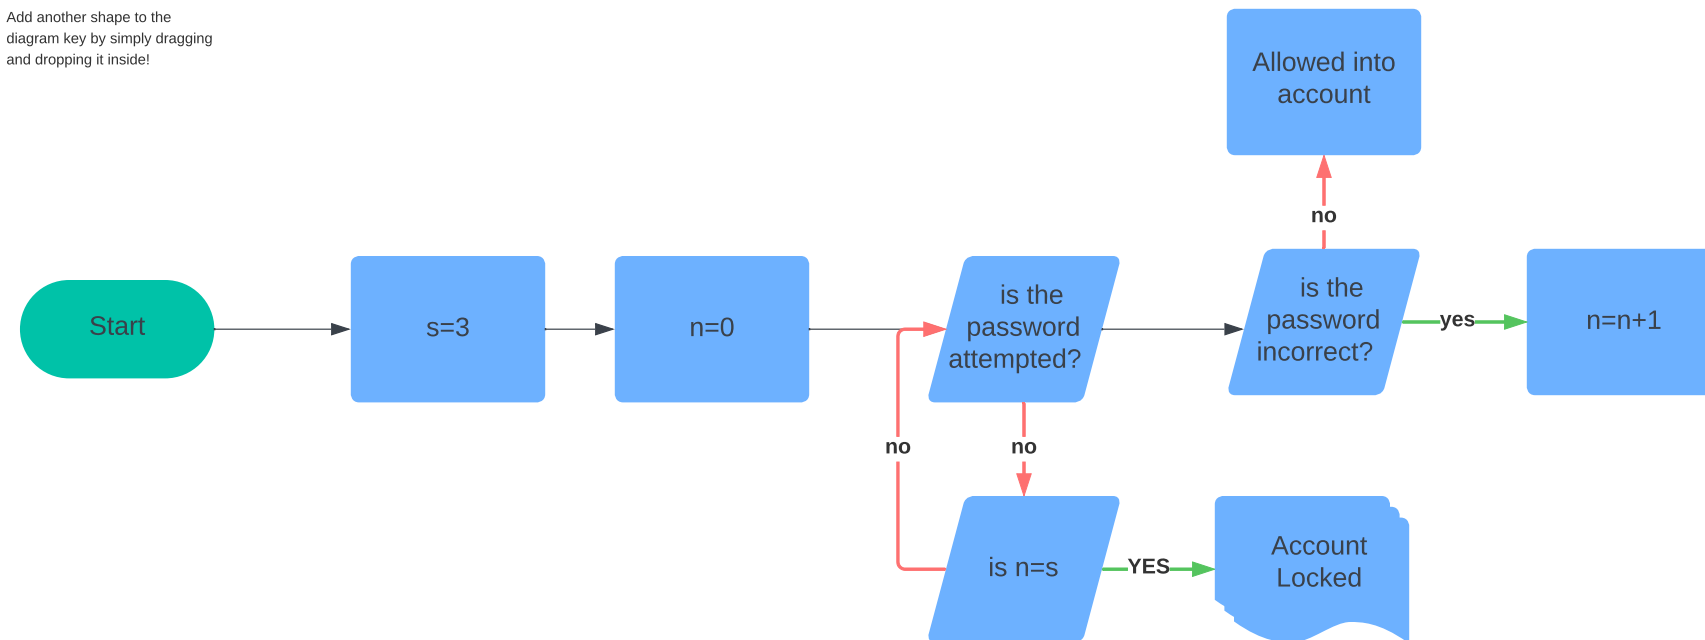 Add another shape to the
diagram key by simply dragging
and dropping it inside!
Allowed into
account
no
Start
s=3
n=0
is the
password
attempted?
is the
password
incorrect?
yes
n=n+1
no
no
is n=s
YES
Account
Locked